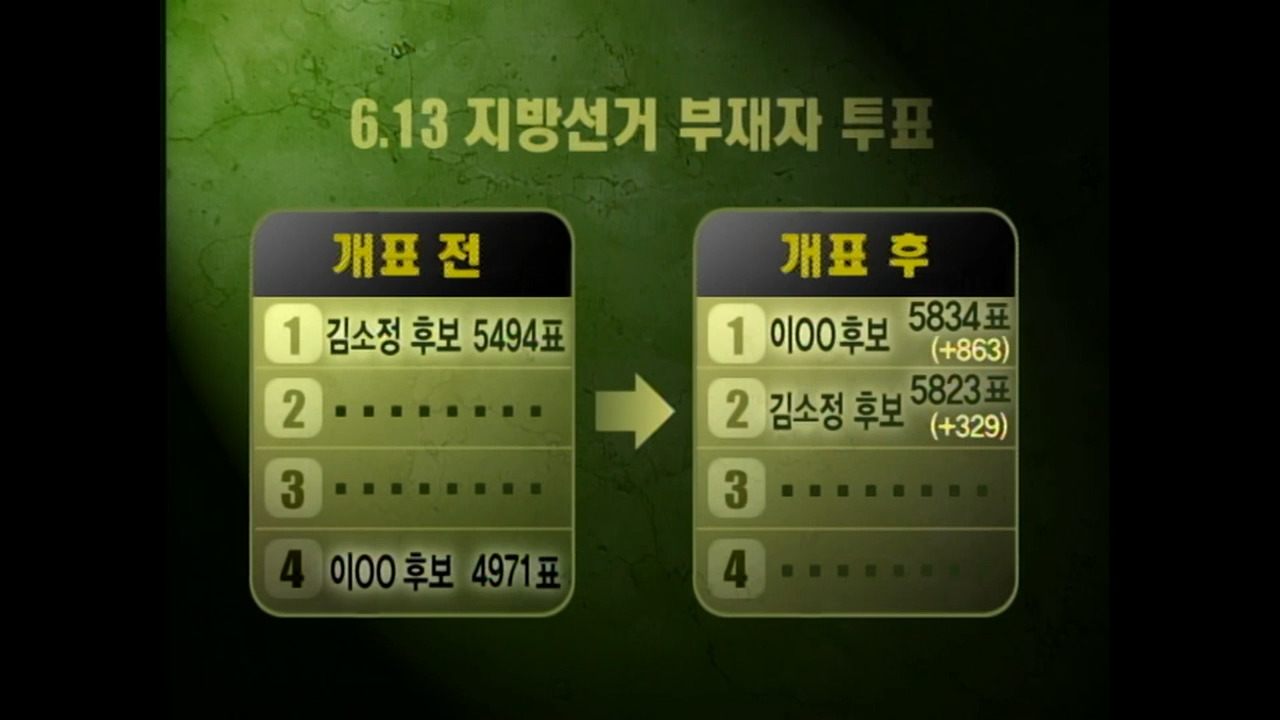 6.13 지방선거 부재자 투표
개표 전
1 김소정 후보 5494표
2 ········
3 ········
4 이OO 후보 4971표
개표 후
1 이OO 후보 5834표
(+863)
2 김소정 후보 5823표
(+329)
3 ········
4 ········